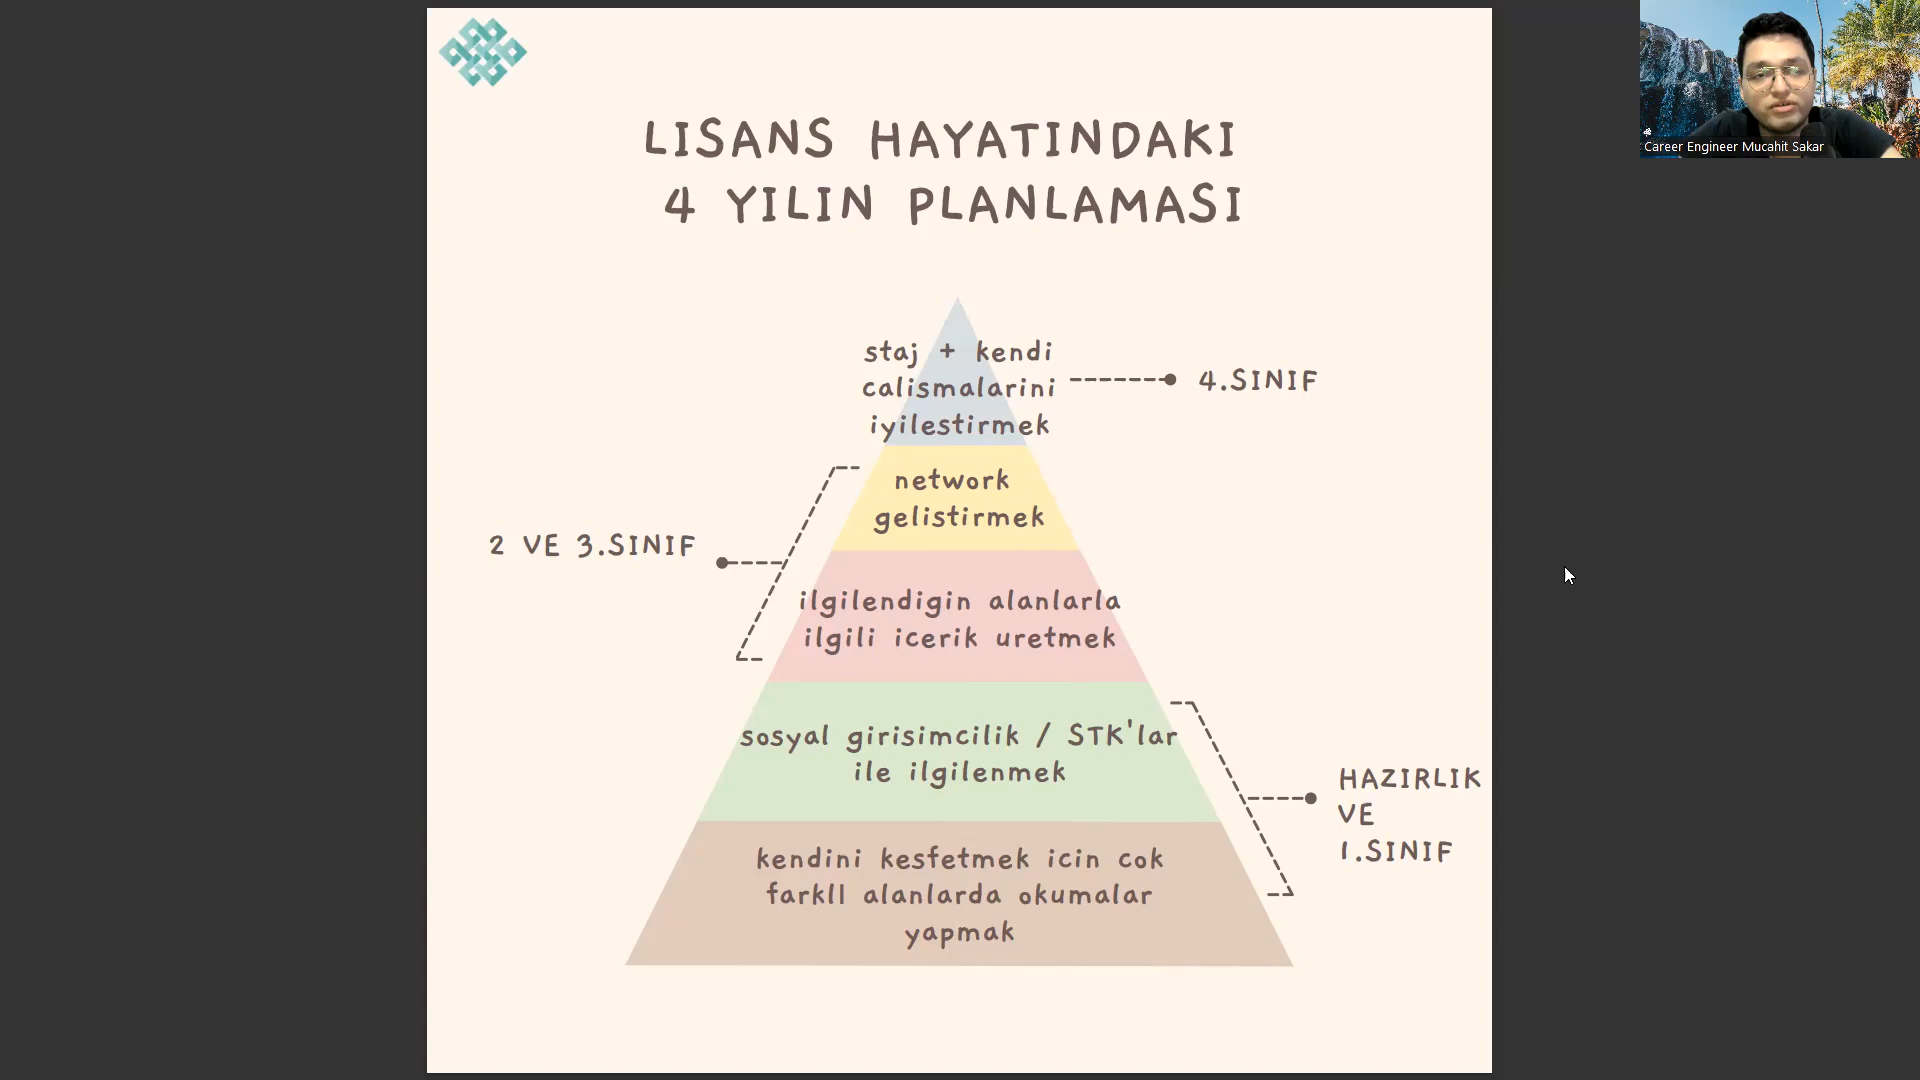 LISANS HAYATINDAKI
4 YILIN PLANLAMASI
staj + kendi
calismalarini
iyilestirmek
4.SINIF
network
gelistirmek
2 VE 3.SINIF
ilgilendigin alanlarla
ilgili icerik uretmek
sosyal girisimcilik / STK'lar
ile ilgilenmek
HAZIRLIK
VE
1.SINIF
kendini kesfetmek icin cok
farklI alanlarda okumalar
yapmak
Career Engineer Mucahit Sakar